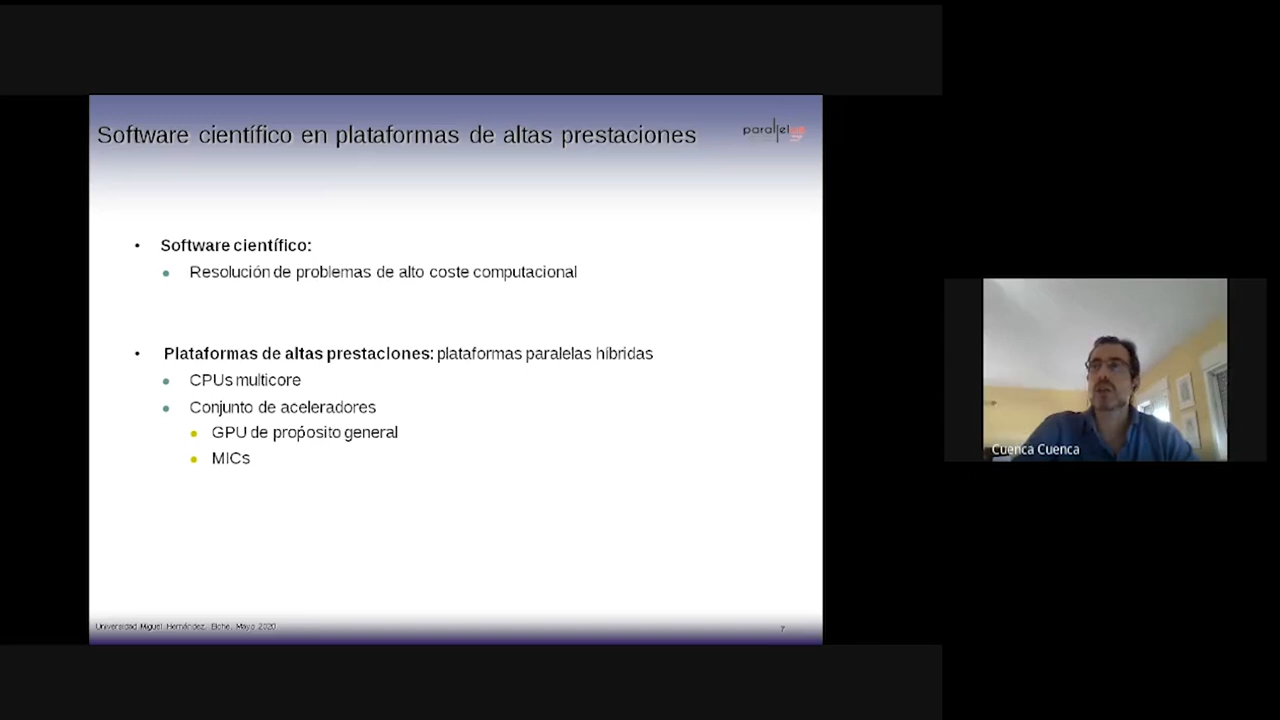 Software científico en plataformas de altas prestaciones
parallel
• Software científico:
• Resolución de problemas de alto coste computacional
• Plataformas de altas prestaciones: plataformas paralelas híbridas
• CPUs multicore
• Conjunto de aceleradores
• GPU de propósito general
• MICs
Universidad Miguel Hernández. Elche. Mayo 2020
7
Cuenca Cuenca